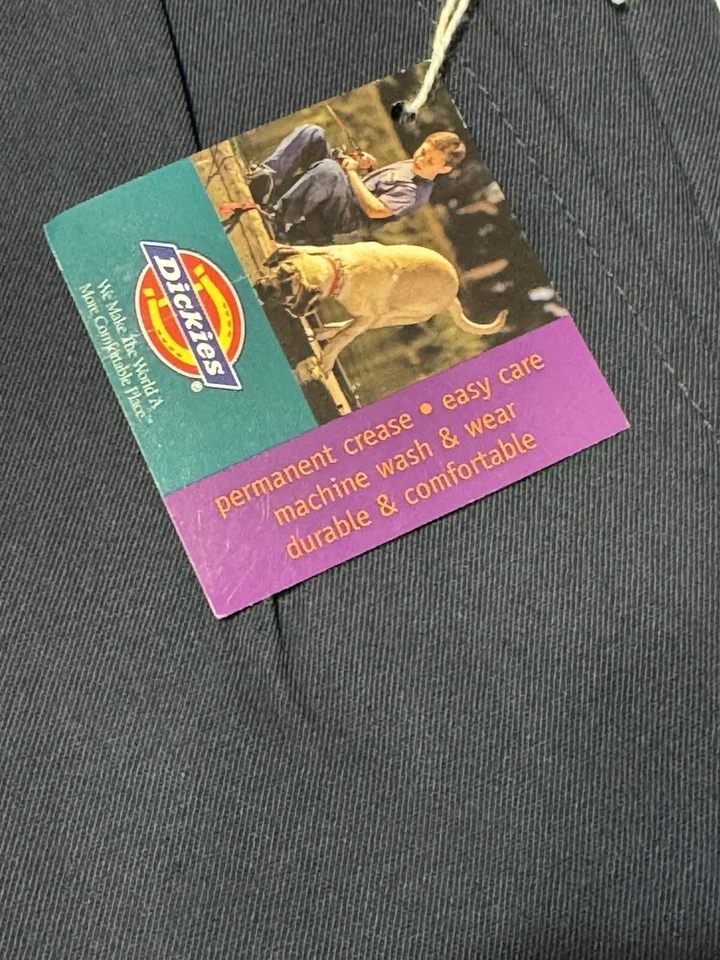 Dickies®
We Make The World A
More Comfortable Place.™
permanent crease • easy care
machine wash & wear
durable & comfortable